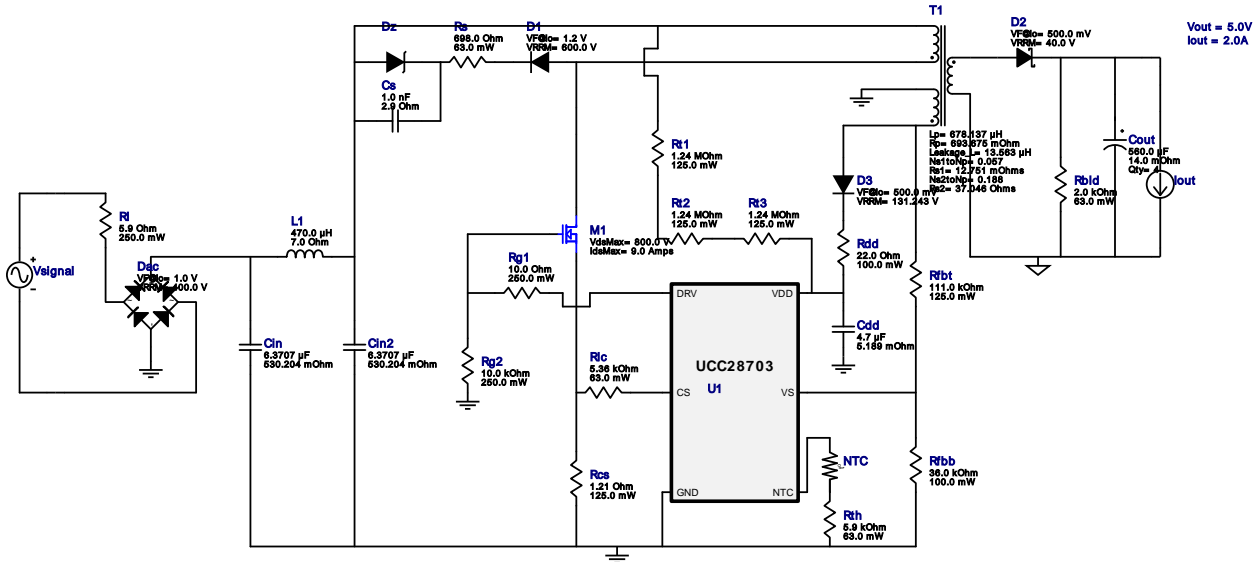 T1
Dz
Rs
698.0 Ohm
63.0 mW
D1
VF@Io= 1.2 V
VRRM= 600.0 V
D2
VF@Io= 500.0 mV
VRRM= 40.0 V
Vout = 5.0V
Iout = 2.0A
Cs
1.0 nF
2.9 Ohm
Rt1
1.24 MOhm
125.0 mW
Lp= 678.137 µH
Rp= 693.675 mOhm
Leakage_L= 13.563 µH
Ns1toNp= 0.057
Rs1= 12.751 mOhms
Ns2toNp= 0.188
Rs2= 37.046 Ohms
Cout
560.0 µF
14.0 mOhm
Qty= 4
Iout
Rbld
2.0 kOhm
63.0 mW
D3
VF@Io= 500.0 mV
VRRM= 131.243 V
Rt2
1.24 MOhm
125.0 mW
Rt3
1.24 MOhm
125.0 mW
Ri
5.9 Ohm
250.0 mW
L1
470.0 µH
7.0 Ohm
M1
VdsMax= 800.0 V
IdsMax= 9.0 Amps
Rdd
22.0 Ohm
100.0 mW
Vsignal
+
−
Dac
VF@Io= 1.0 V
VRRM= 400.0 V
Rg1
10.0 Ohm
250.0 mW
Rfbt
111.0 kOhm
125.0 mW
DRV
VDD
Cdd
4.7 µF
5.189 mOhm
Cin
6.3707 µF
530.204 mOhm
Cin2
6.3707 µF
530.204 mOhm
Rg2
10.0 kOhm
250.0 mW
Rlc
5.36 kOhm
63.0 mW
UCC28703
U1
CS
VS
NTC
Rfbb
36.0 kOhm
100.0 mW
Rcs
1.21 Ohm
125.0 mW
GND
NTC
Rth
5.9 kOhm
63.0 mW